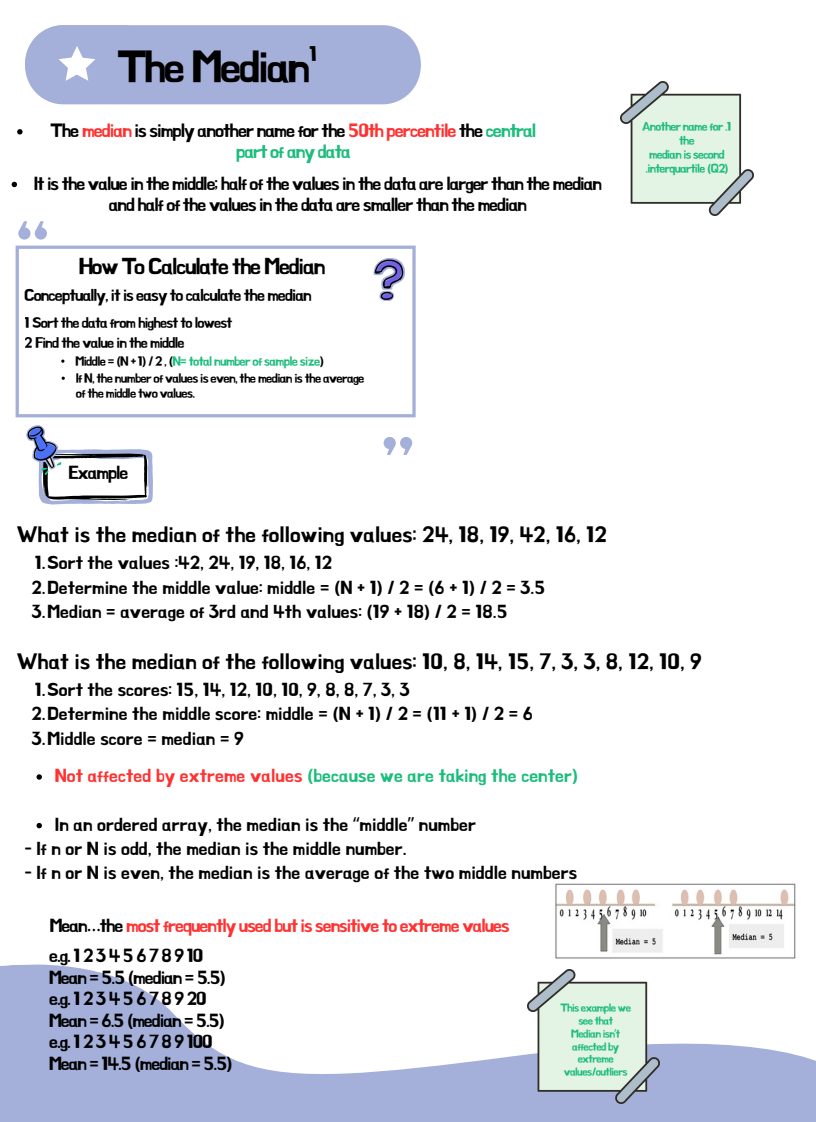 The Median¹
• The median is simply another name for the 50th percentile the central
part of any data
Another name for .1
the
median is second
.interquartile (Q2)
• It is the value in the middle; half of the values in the data are larger than the median
and half of the values in the data are smaller than the median
“
How To Calculate the Median
?
Conceptually, it is easy to calculate the median
1 Sort the data from highest to lowest
2 Find the value in the middle
• Middle = (N + 1) / 2 , (N= total number of sample size)
• If N, the number of values is even, the median is the average
of the middle two values.
”
Example
What is the median of the following values: 24, 18, 19, 42, 16, 12
1. Sort the values :42, 24, 19, 18, 16, 12
2. Determine the middle value: middle = (N + 1) / 2 = (6 + 1) / 2 = 3.5
3. Median = average of 3rd and 4th values: (19 + 18) / 2 = 18.5
What is the median of the following values: 10, 8, 14, 15, 7, 3, 3, 8, 12, 10, 9
1. Sort the scores: 15, 14, 12, 10, 10, 9, 8, 8, 7, 3, 3
2. Determine the middle score: middle = (N + 1) / 2 = (11 + 1) / 2 = 6
3. Middle score = median = 9
• Not affected by extreme values (because we are taking the center)
• In an ordered array, the median is the “middle” number
- If n or N is odd, the median is the middle number.
- If n or N is even, the median is the average of the two middle numbers
0 1 2 3 4 5 6 7 8 9 10
Median = 5
0 1 2 3 4 5 6 7 8 9 10 12 14
Median = 5
Mean...the most frequently used but is sensitive to extreme values
e.g. 1 2 3 4 5 6 7 8 9 10
Mean = 5.5 (median = 5.5)
e.g. 1 2 3 4 5 6 7 8 9 20
Mean = 6.5 (median = 5.5)
e.g. 1 2 3 4 5 6 7 8 9 100
Mean = 14.5 (median = 5.5)
This example we
see that
Median isn't
affected by
extreme
values/outliers